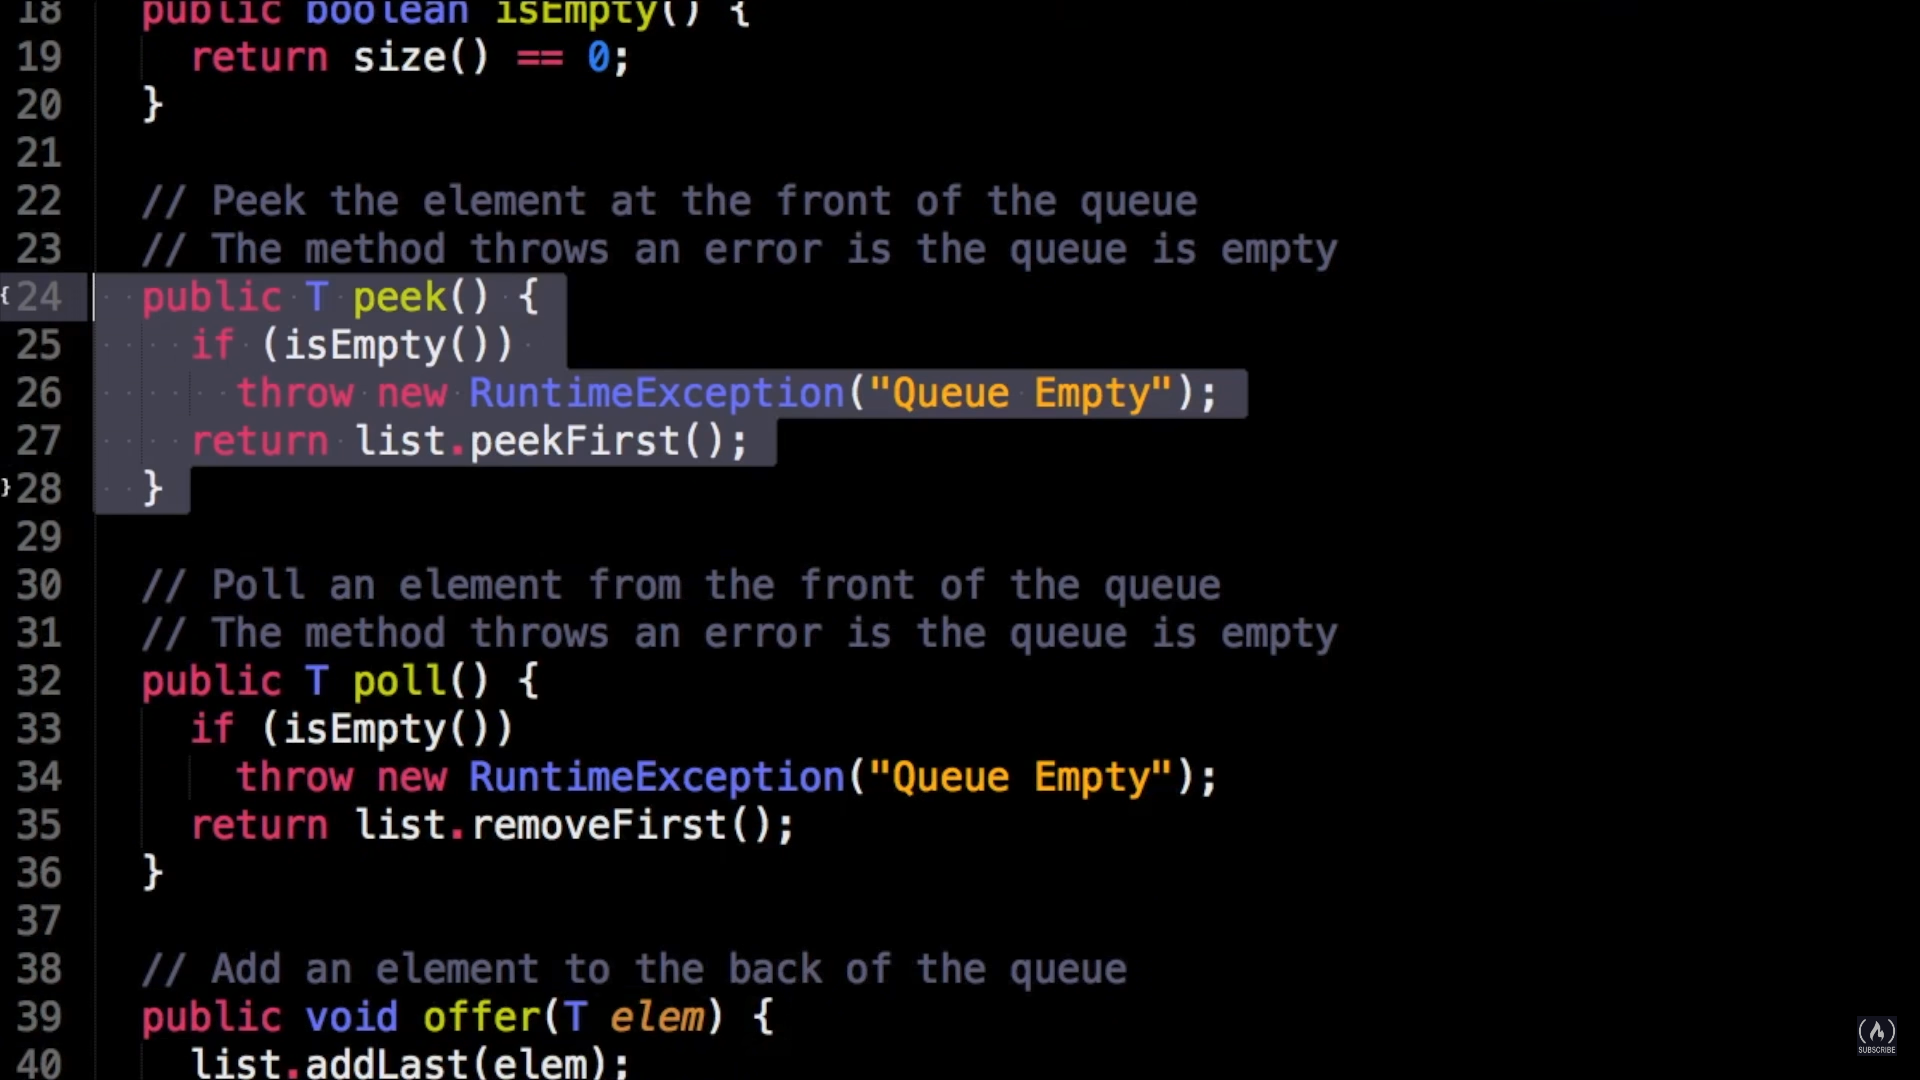 18 public boolean isEmpty() {
19 return size() == 0;
20 }
21
22 // Peek the element at the front of the queue
23 // The method throws an error is the queue is empty
{ 24 public T peek() {
25 if (isEmpty())
26 throw new RuntimeException("Queue Empty");
27 return list.peekFirst();
} 28 }
29
30 // Poll an element from the front of the queue
31 // The method throws an error is the queue is empty
32 public T poll() {
33 if (isEmpty())
34 throw new RuntimeException("Queue Empty");
35 return list.removeFirst();
36 }
37
38 // Add an element to the back of the queue
39 public void offer(T elem) {
40 list.addLast(elem);
SUBSCRIBE